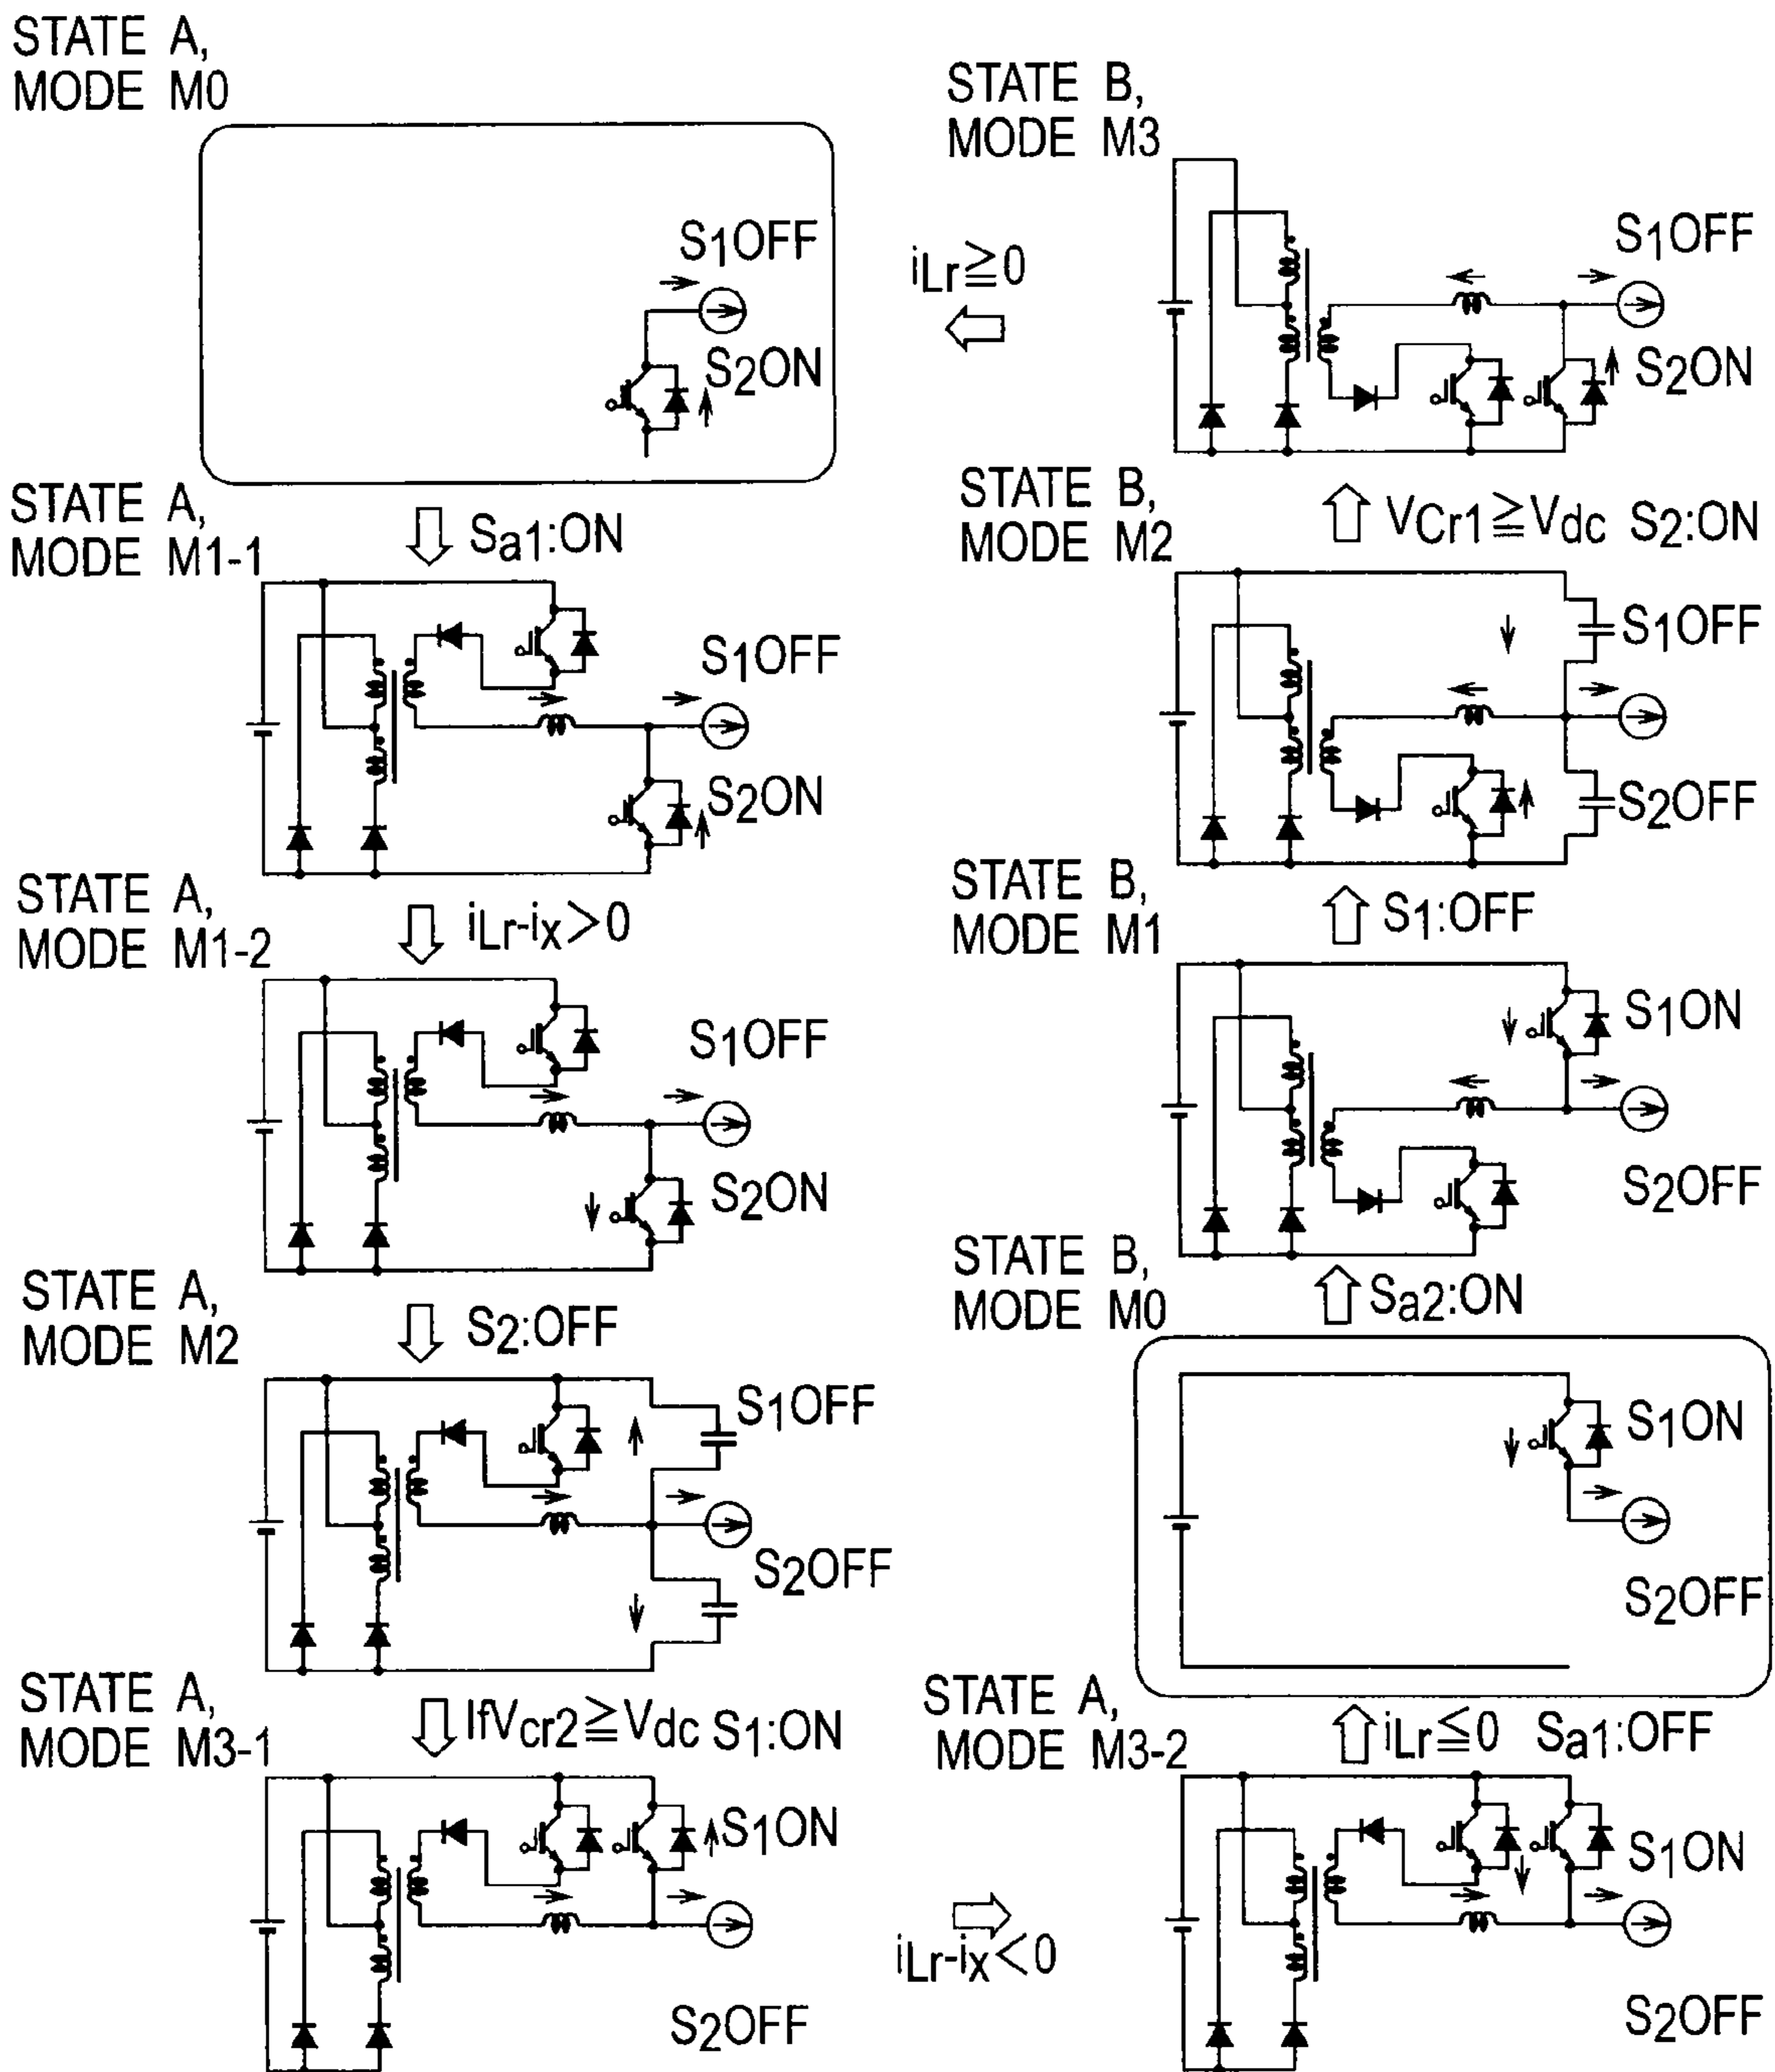 STATE A,
MODE M0
S1OFF
S2ON
STATE B,
MODE M3
iLr≧0
S1OFF
S2ON
STATE A,
MODE M1-1
Sa1:ON
S1OFF
S2ON
STATE B,
MODE M2
VCr1≧Vdc S2:ON
S1OFF
S2OFF
STATE A,
MODE M1-2
iLr-ix>0
S1OFF
S2ON
STATE B,
MODE M1
S1:OFF
S1ON
S2OFF
STATE A,
MODE M2
S2:OFF
S1OFF
S2OFF
STATE B,
MODE M0
Sa2:ON
S1ON
S2OFF
STATE A,
MODE M3-1
IfVcr2≧Vdc S1:ON
S1ON
S2OFF
iLr-ix<0
STATE A,
MODE M3-2
iLr≦0 Sa1:OFF
S1ON
S2OFF